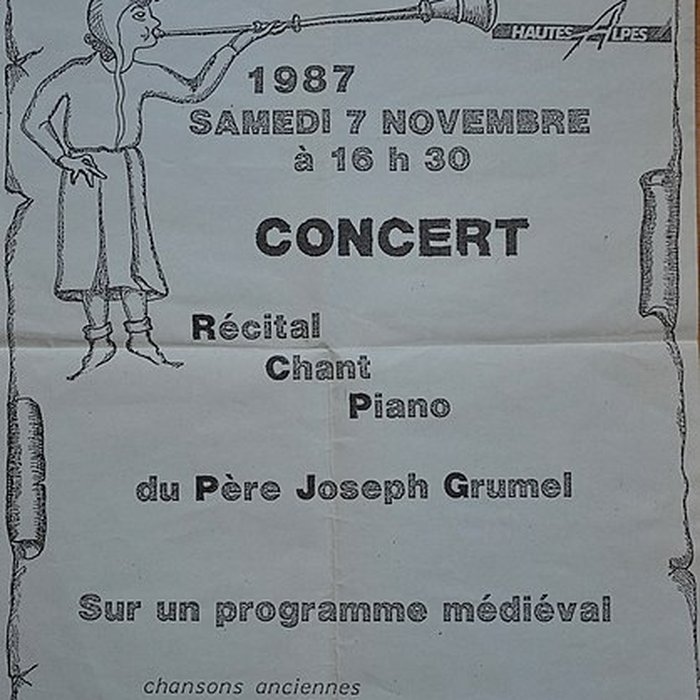 HAUTES ALPES
1987
SAMEDI 7 NOVEMBRE
à 16 h 30
CONCERT
Récital
Chant
Piano
du Père Joseph Grumel
Sur un programme médiéval
chansons anciennes